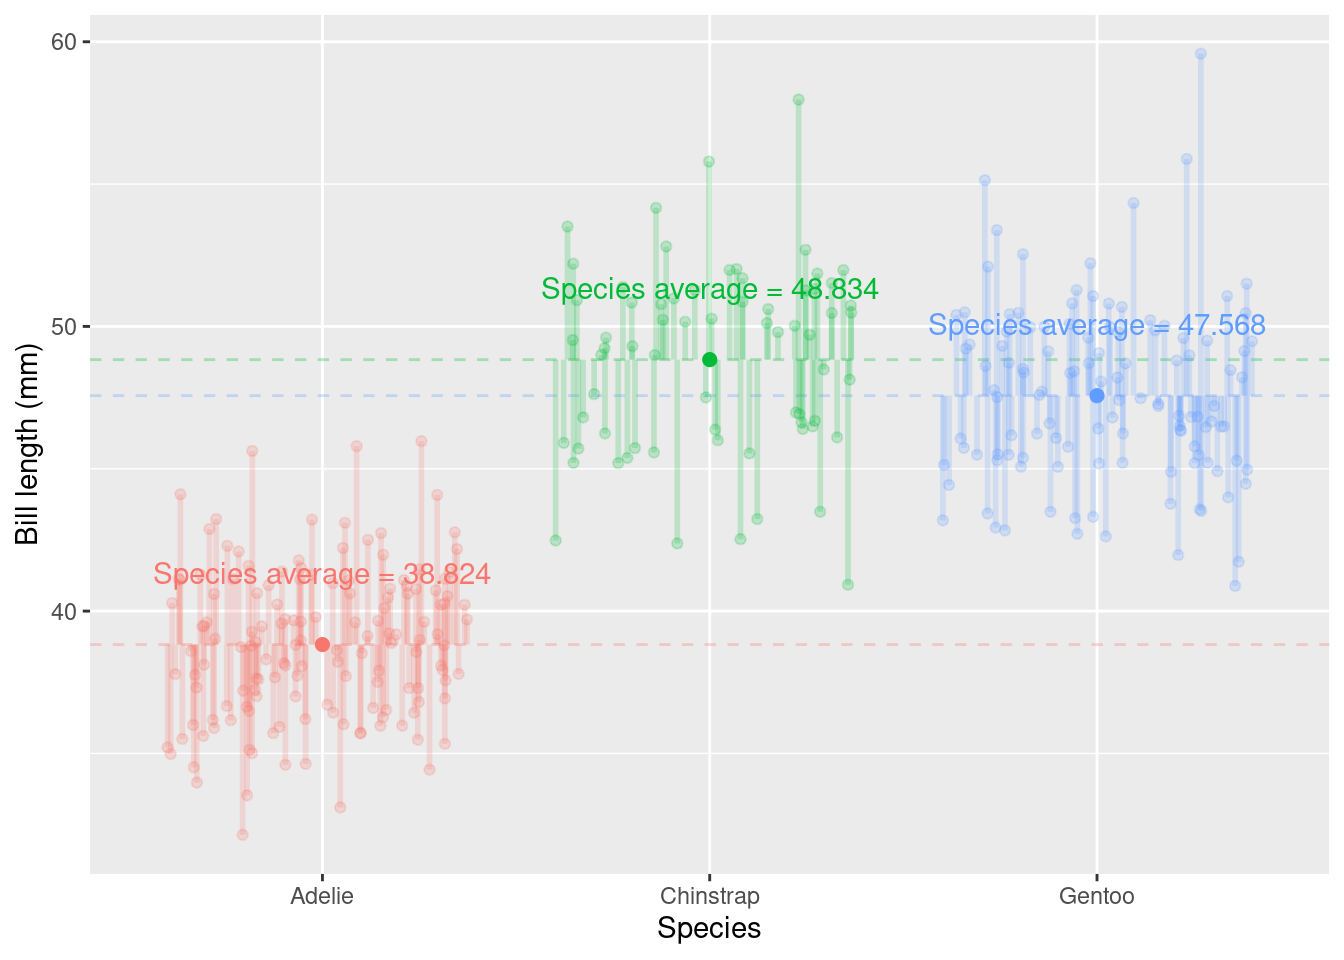 60
50
40
Bill length (mm)
Species average = 48.834
Species average = 47.568
Species average = 38.824
Adelie
Chinstrap
Gentoo
Species